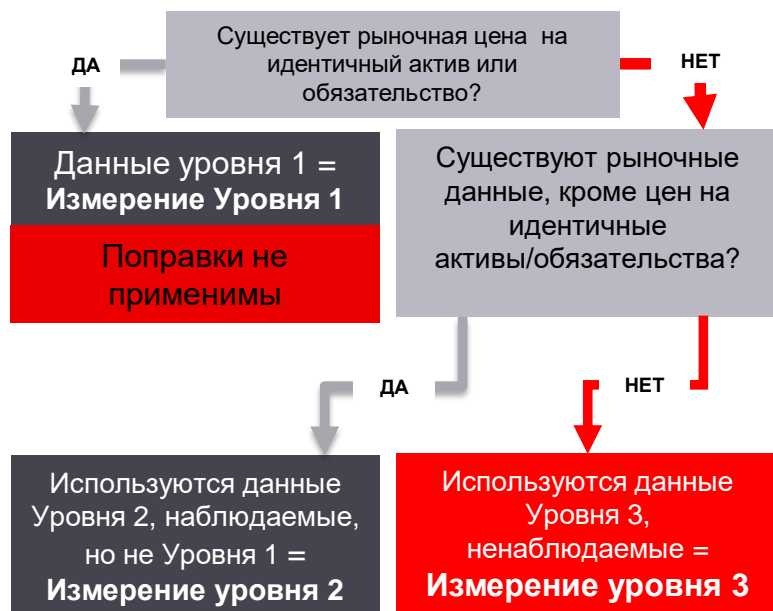 Существует рыночная цена на
идентичный актив или
обязательство?
ДА
НЕТ
Данные уровня 1 =
Измерение Уровня 1
Поправки не
применимы
Существуют рыночные
данные, кроме цен на
идентичные
активы/обязательства?
ДА
НЕТ
Используются данные
Уровня 2, наблюдаемые,
но не Уровня 1 =
Измерение уровня 2
Используются данные
Уровня 3,
ненаблюдаемые =
Измерение уровня 3